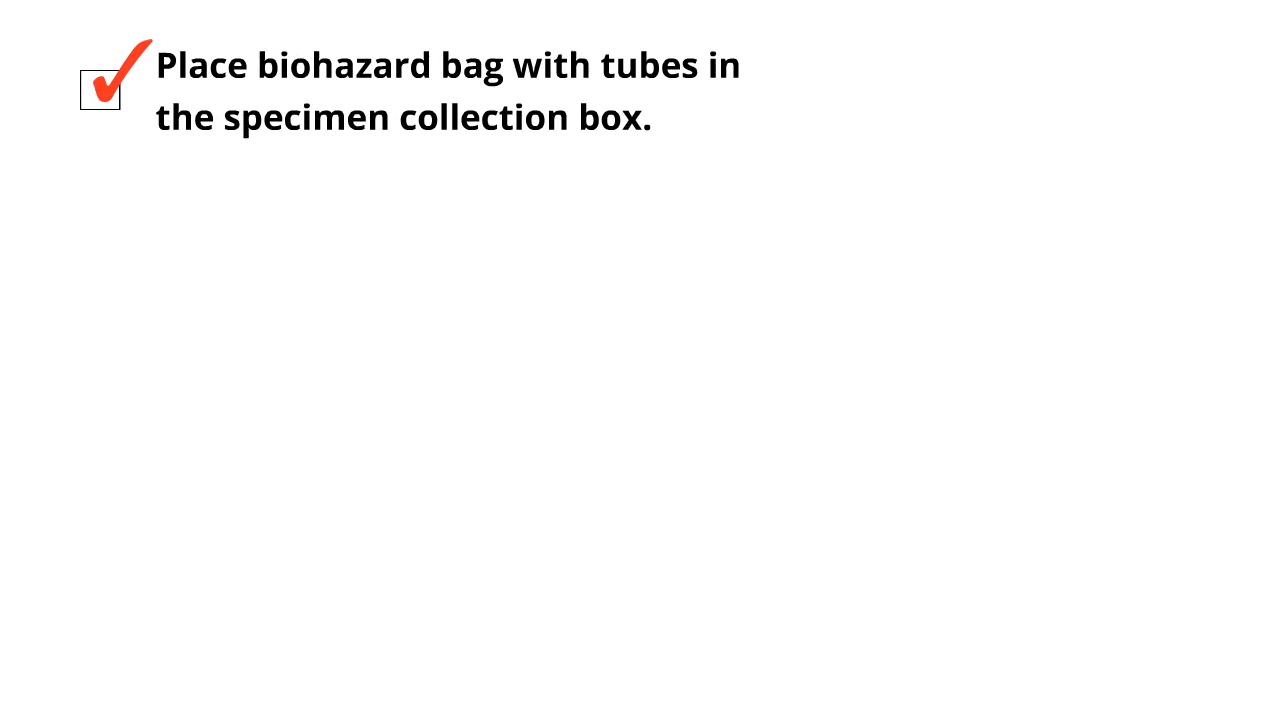 Place biohazard bag with tubes in
the specimen collection box.